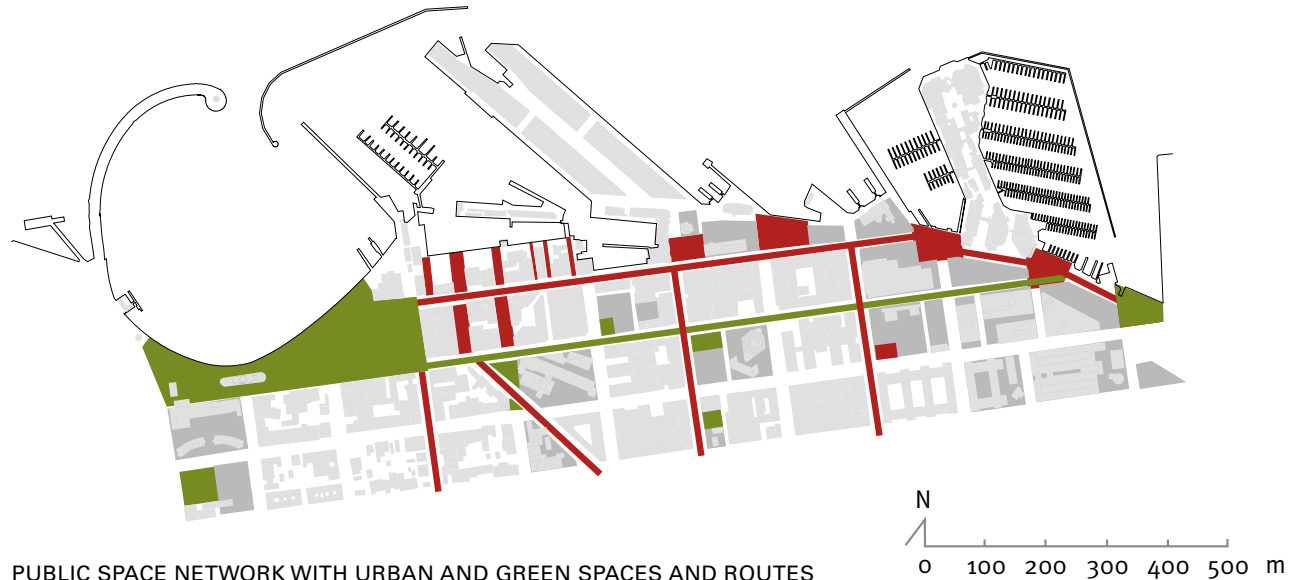 N
0 100 200 300 400 500 m
PUBLIC SPACE NETWORK WITH URBAN AND GREEN SPACES AND ROUTES